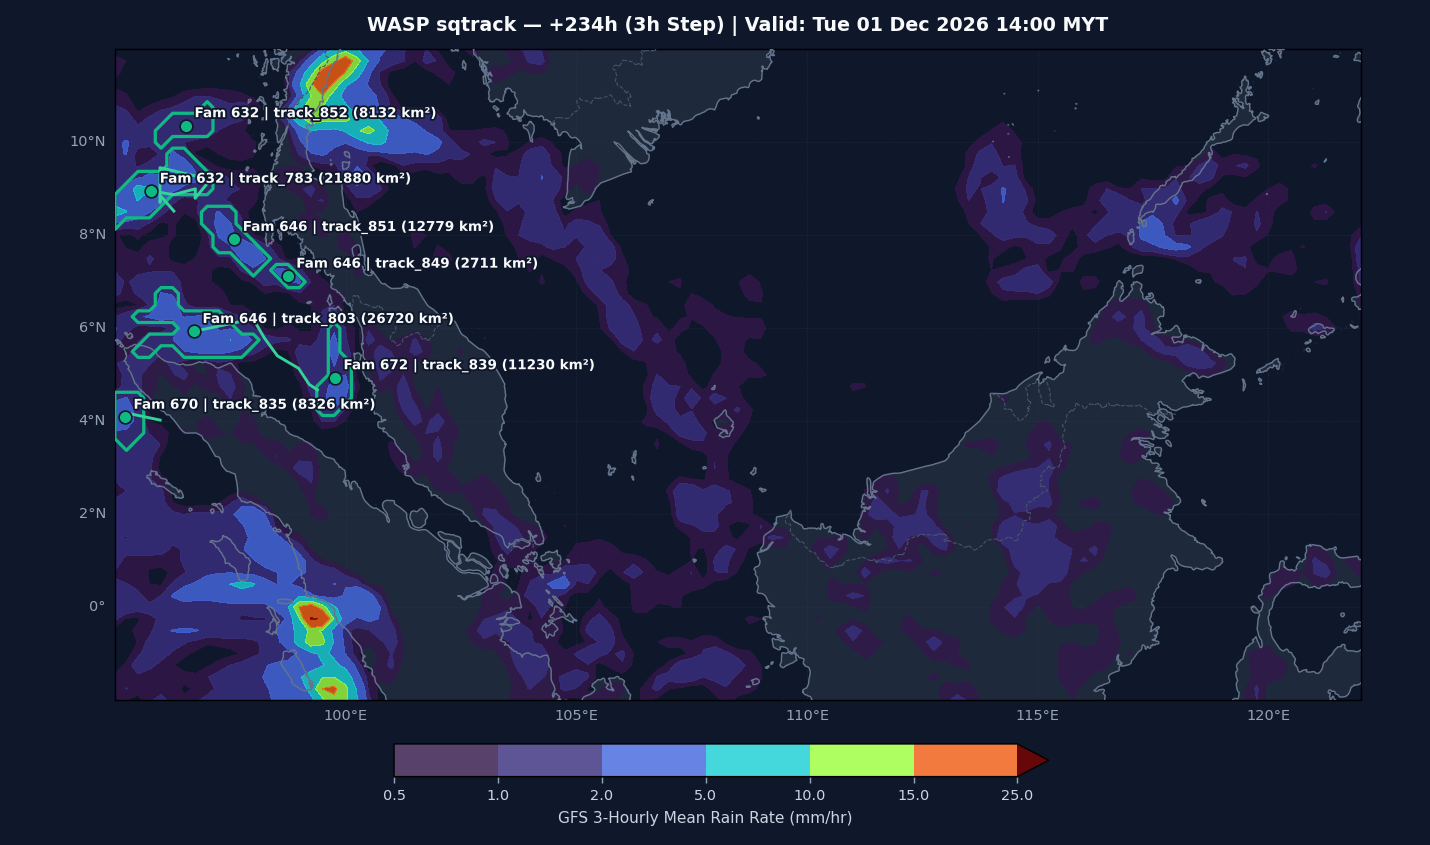 WASP sqtrack — +234h (3h Step) | Valid: Tue 01 Dec 2026 14:00 MYT
Fam 632 | track_852 (8132 km²)
10°N
Fam 632 | track_783 (21880 km²)
Fam 646 | track_851 (12779 km²)
8°N
Fam 646 | track_849 (2711 km²)
Fam 646 | track_803 (26720 km²)
6°N
Fam 672 | track_839 (11230 km²)
Fam 670 | track_835 (8326 km²)
4°N
2°N
0°
100°E 105°E 110°E 115°E 120°E
0.5 1.0 2.0 5.0 10.0 15.0 25.0
GFS 3-Hourly Mean Rain Rate (mm/hr)